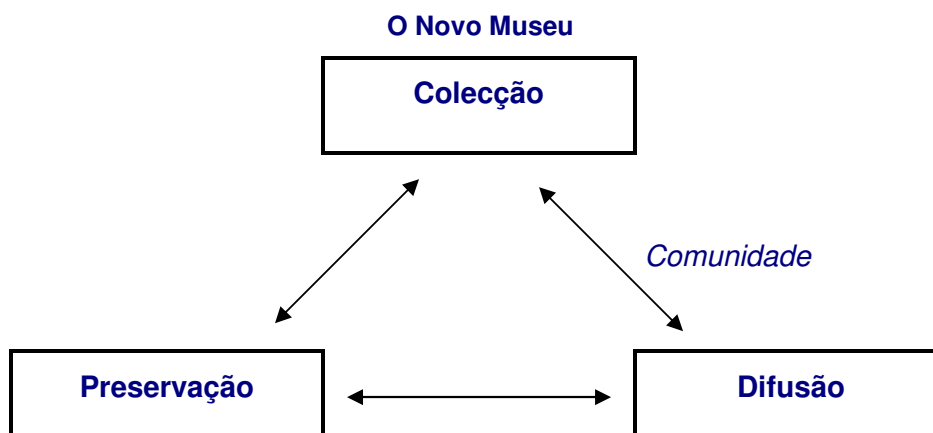 O Novo Museu
Colecção
Comunidade
Preservação
Difusão